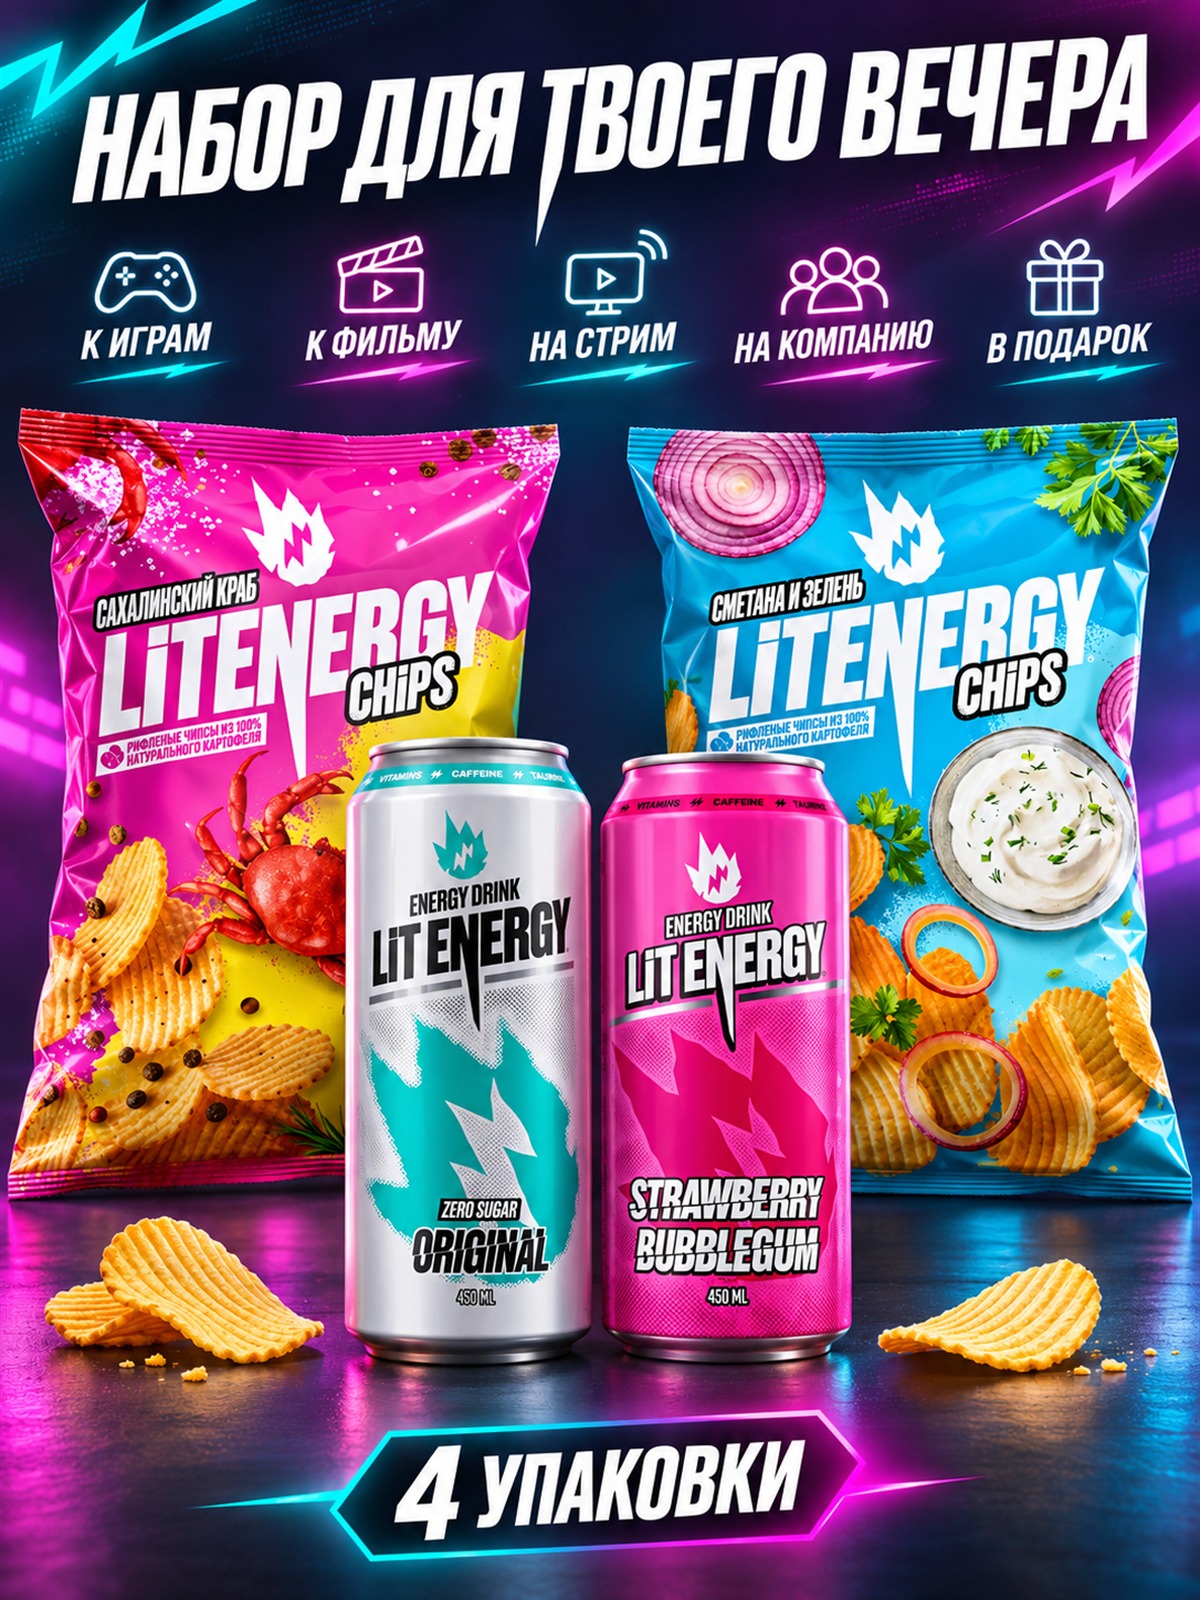 НАБОР ДЛЯ ТВОЕГО ВЕЧЕРА
К ИГРАМ
К ФИЛЬМУ
НА СТРИМ
НА КОМПАНИЮ
В ПОДАРОК
САХАЛИНСКИЙ КРАБ
LiTENERGY
CHiPS
РИФЛЕНЫЕ ЧИПСЫ ИЗ 100%
НАТУРАЛЬНОГО КАРТОФЕЛЯ
СМЕТАНА И ЗЕЛЕНЬ
LiTENERGY
CHiPS
РИФЛЕНЫЕ ЧИПСЫ ИЗ 100%
НАТУРАЛЬНОГО КАРТОФЕЛЯ
VITAMINS CAFFEINE
ENERGY DRINK
LiT ENERGY
ZERO SUGAR
ORIGINAL
450 ML
VITAMINS CAFFEINE
ENERGY DRINK
LiT ENERGY
STRAWBERRY
BUBBLEGUM
450 ML
4 УПАКОВКИ